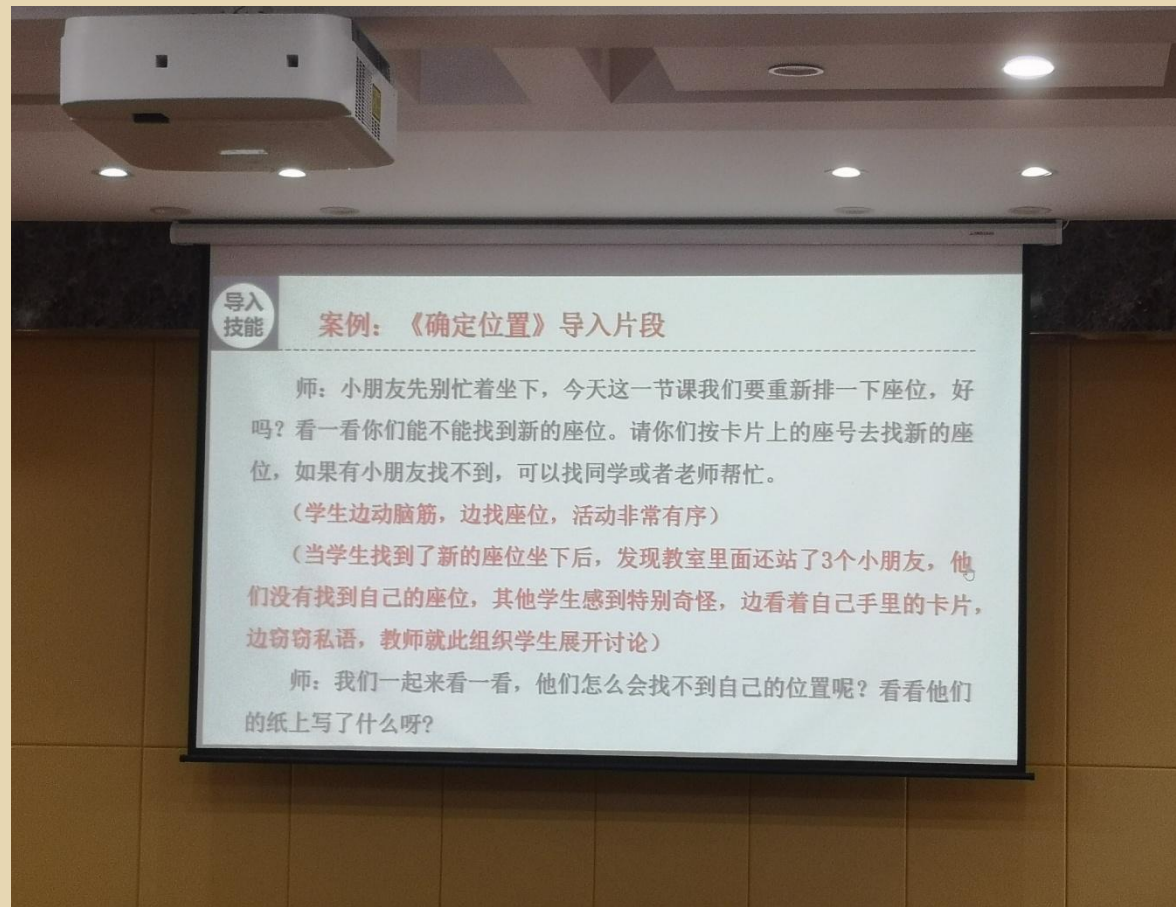 导入
技能
案例：《确定位置》导入片段
师：小朋友先别忙着坐下，今天这一节课我们要重新排一下座位，好
吗？看一看你们能不能找到新的座位。请你们按卡片上的座号去找新的座
位，如果有小朋友找不到，可以找同学或者老师帮忙。
（学生边动脑筋，边找座位，活动非常有序）
（当学生找到了新的座位坐下后，发现教室里面还站了3个小朋友，他
们没有找到自己的座位，其他学生感到特别奇怪，边看着自己手里的卡片，
边窃窃私语，教师就此组织学生展开讨论）
师：我们一起来看一看，他们怎么会找不到自己的位置呢？看看他们
的纸上写了什么呀?